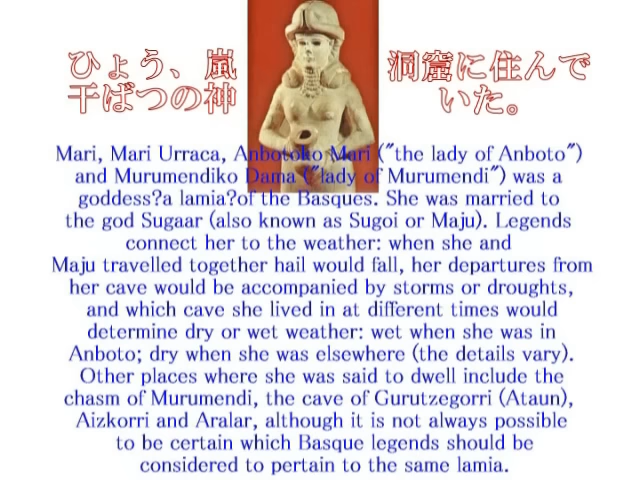 ひょう、嵐
干ばつの神
洞窟に住んで
いた。
Mari, Mari Urraca, Anbotoko Mari ("the lady of Anboto")
and Murumendiko Dama ("lady of Murumendi") was a
goddess?a lamia?of the Basques. She was married to
the god Sugaar (also known as Sugoi or Maju). Legends
connect her to the weather: when she and
Maju travelled together hail would fall, her departures from
her cave would be accompanied by storms or droughts,
and which cave she lived in at different times would
determine dry or wet weather: wet when she was in
Anboto; dry when she was elsewhere (the details vary).
Other places where she was said to dwell include the
chasm of Murumendi, the cave of Gurutzegorri (Ataun),
Aizkorri and Aralar, although it is not always possible
to be certain which Basque legends should be
considered to pertain to the same lamia.